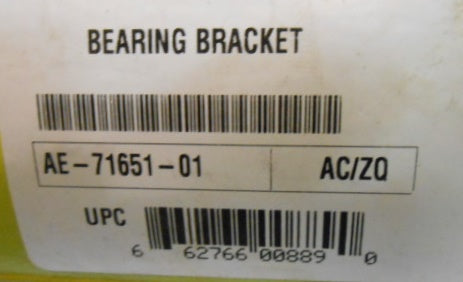 BEARING BRACKET
AE-71651-01 AC/ZQ
UPC
6 62766 00889 0